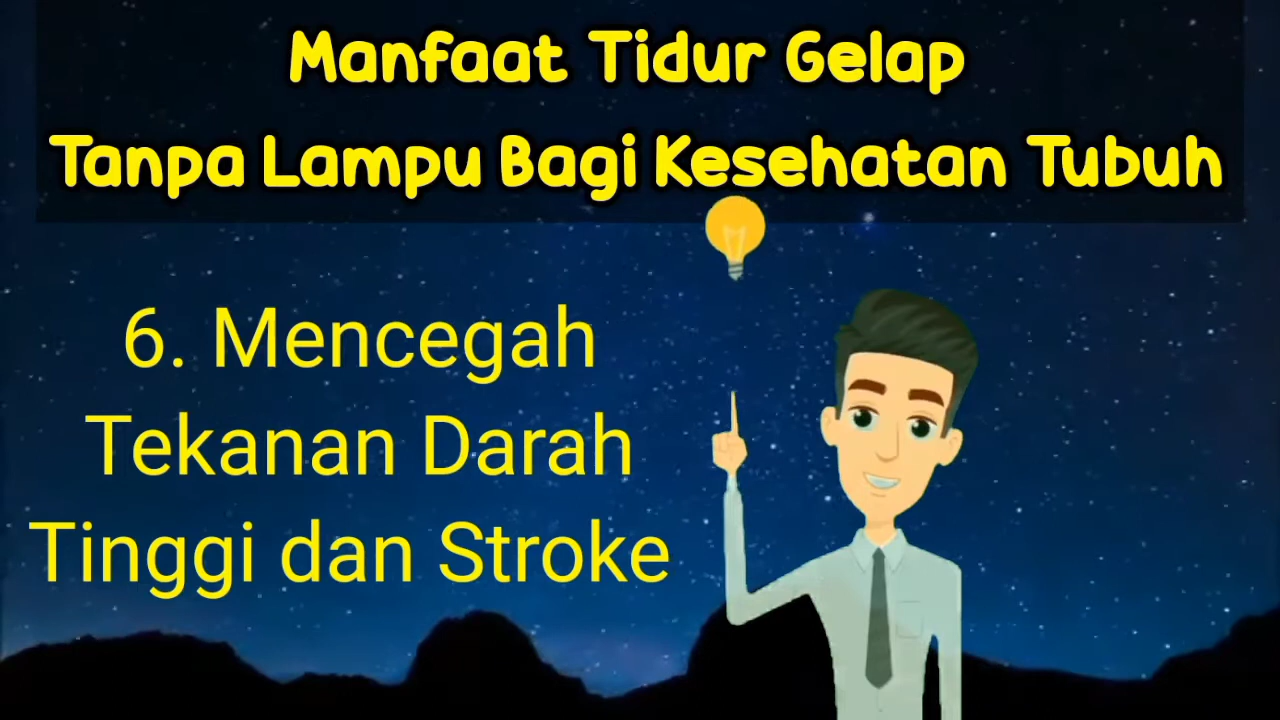 Manfaat Tidur Gelap
Tanpa Lampu Bagi Kesehatan Tubuh
6. Mencegah
Tekanan Darah
Tinggi dan Stroke